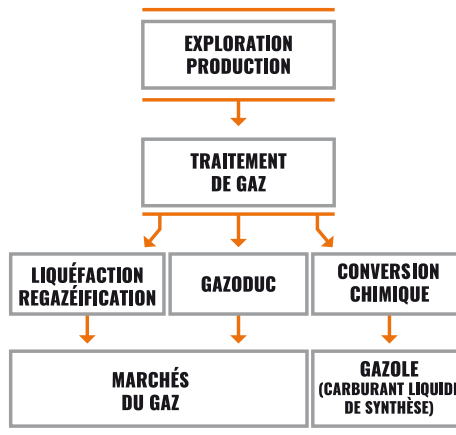 EXPLORATION
PRODUCTION
TRAITEMENT
DE GAZ
LIQUÉFACTION
REGAZÉIFICATION
GAZODUC
CONVERSION
CHIMIQUE
MARCHÉS
DU GAZ
GAZOLE
(CARBURANT LIQUIDE
DE SYNTHÈSE)